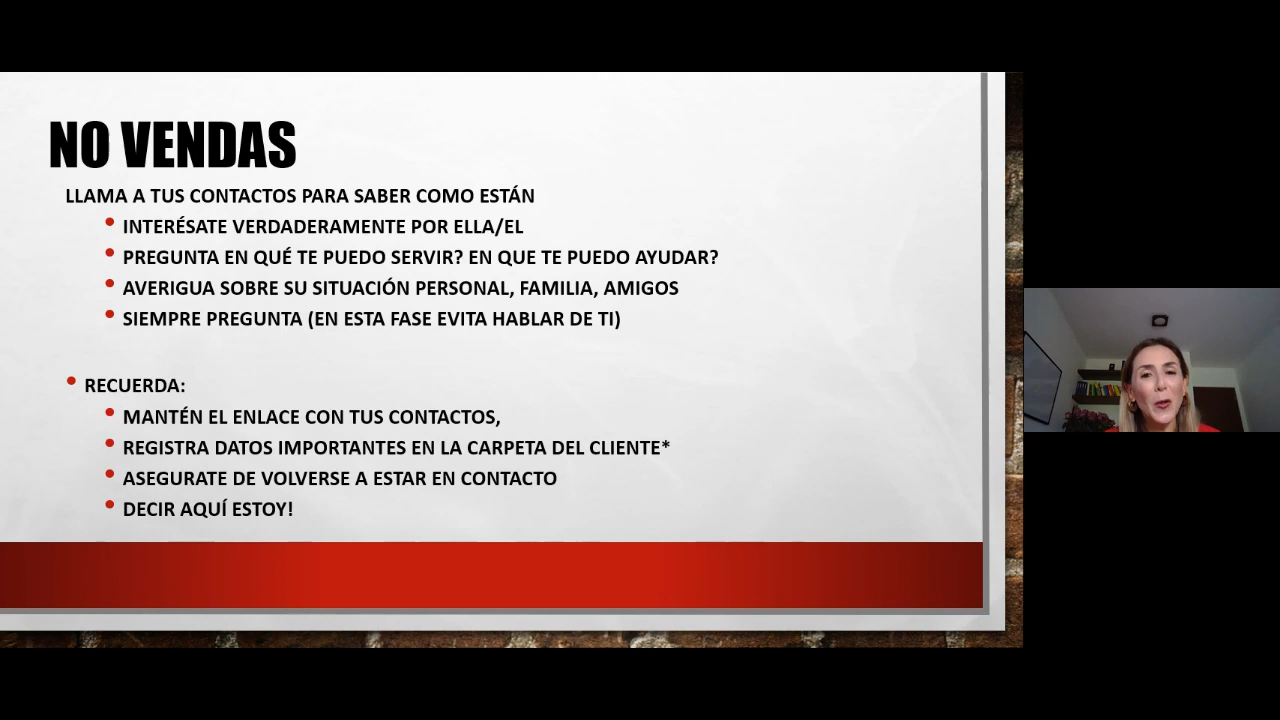 NO VENDAS
LLAMA A TUS CONTACTOS PARA SABER COMO ESTÁN
• INTERÉSATE VERDADERAMENTE POR ELLA/EL
• PREGUNTA EN QUÉ TE PUEDO SERVIR? EN QUE TE PUEDO AYUDAR?
• AVERIGUA SOBRE SU SITUACIÓN PERSONAL, FAMILIA, AMIGOS
• SIEMPRE PREGUNTA (EN ESTA FASE EVITA HABLAR DE TI)
• RECUERDA:
• MANTÉN EL ENLACE CON TUS CONTACTOS,
• REGISTRA DATOS IMPORTANTES EN LA CARPETA DEL CLIENTE*
• ASEGURATE DE VOLVERSE A ESTAR EN CONTACTO
• DECIR AQUÍ ESTOY!